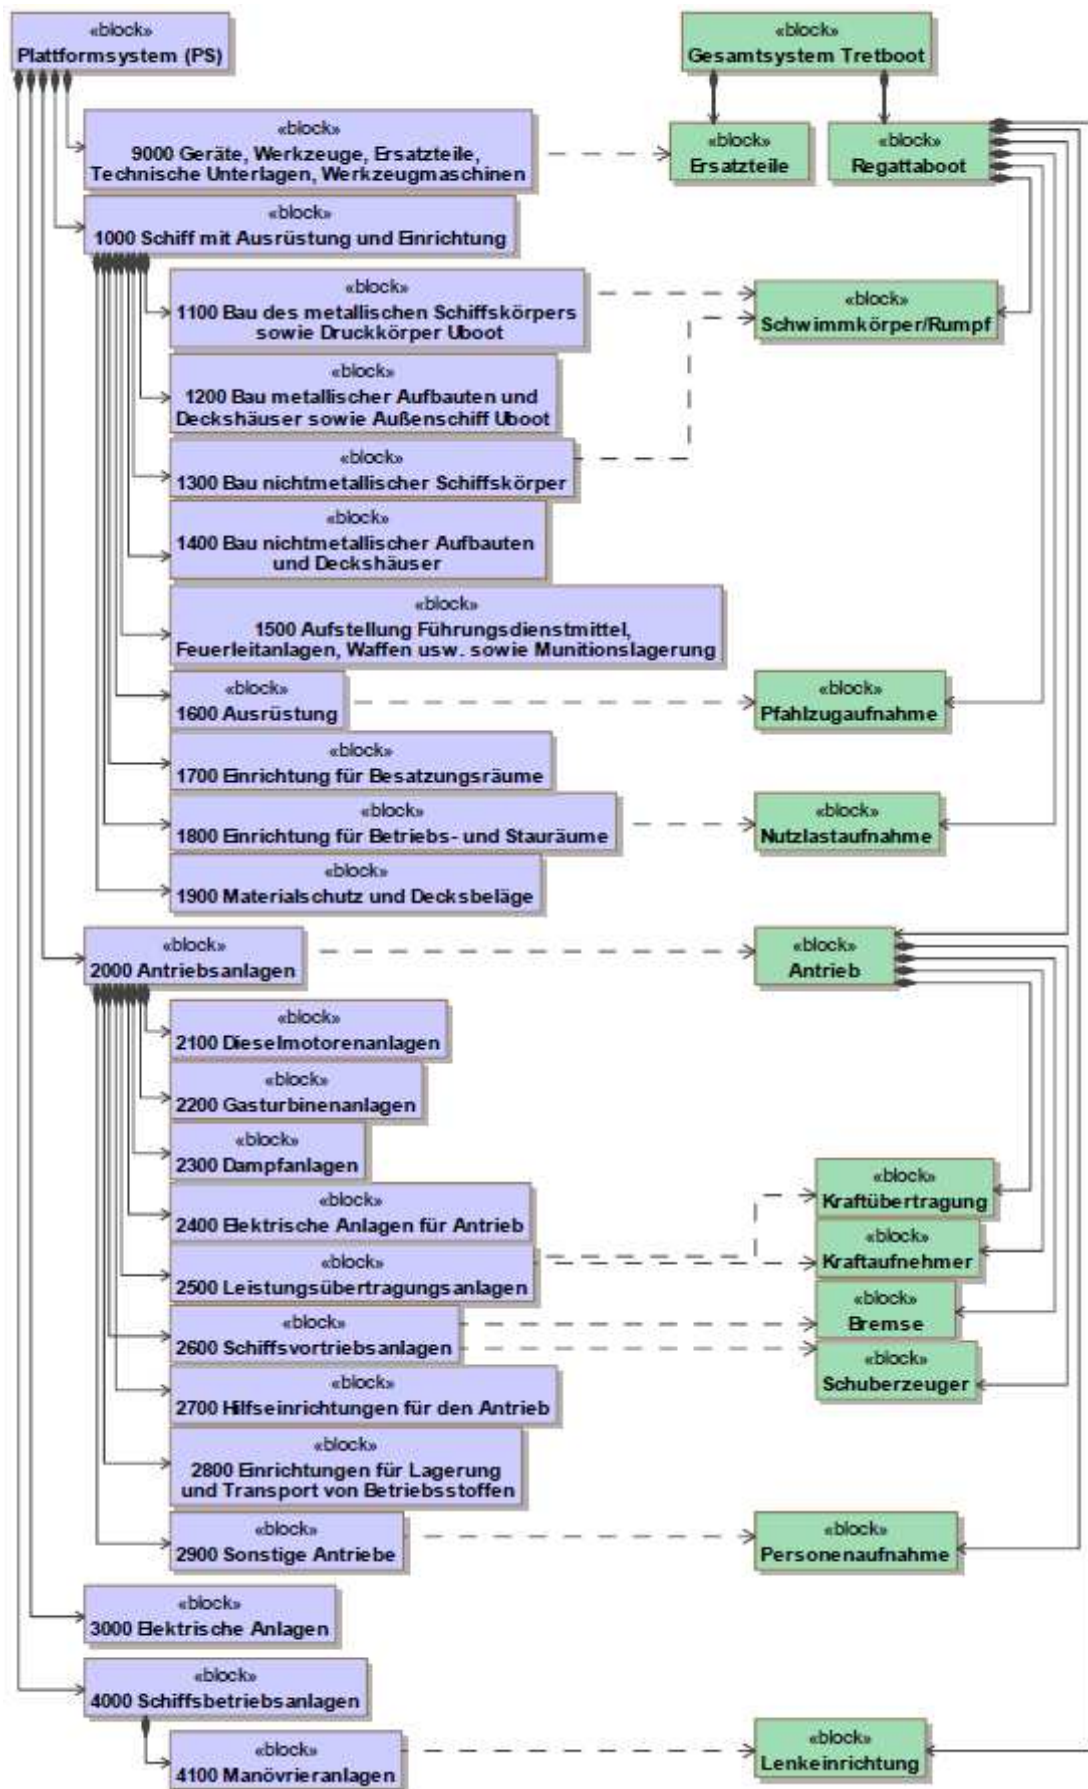 «block»
Plattformsystem (PS)
«block»
Gesamtsystem Tretboot
«block»
9000 Geräte, Werkzeuge, Ersatzteile,
Technische Unterlagen, Werkzeugmaschinen
«block»
Ersatzteile
«block»
Regattaboot
«block»
1000 Schiff mit Ausrüstung und Einrichtung
«block»
1100 Bau des metallischen Schiffskörpers
sowie Druckkörper Uboot
«block»
Schwimmkörper/Rumpf
«block»
1200 Bau metallischer Aufbauten und
Deckshäuser sowie Außenschiff Uboot
«block»
1300 Bau nichtmetallischer Schiffskörper
«block»
1400 Bau nichtmetallischer Aufbauten
und Deckshäuser
«block»
1500 Aufstellung Führungsdienstmittel,
Feuerleitanlagen, Waffen usw. sowie Munitionslagerung
«block»
1600 Ausrüstung
«block»
Pfahlzugaufnahme
«block»
1700 Einrichtung für Besatzungsräume
«block»
1800 Einrichtung für Betriebs- und Stauräume
«block»
Nutzlastaufnahme
«block»
1900 Materialschutz und Decksbeläge
«block»
2000 Antriebsanlagen
«block»
Antrieb
«block»
2100 Dieselmotorenanlagen
«block»
2200 Gasturbinenanlagen
«block»
2300 Dampfanlagen
«block»
Kraftübertragung
«block»
2400 Elektrische Anlagen für Antrieb
«block»
Kraftaufnehmer
«block»
2500 Leistungsübertragungsanlagen
«block»
Bremse
«block»
2600 Schiffsvortriebsanlagen
«block»
Schuberzeuger
«block»
2700 Hilfseinrichtungen für den Antrieb
«block»
2800 Einrichtungen für Lagerung
und Transport von Betriebsstoffen
«block»
2900 Sonstige Antriebe
«block»
Personenaufnahme
«block»
3000 Elektrische Anlagen
«block»
4000 Schiffsbetriebsanlagen
«block»
4100 Manövrieranlagen
«block»
Lenkeinrichtung